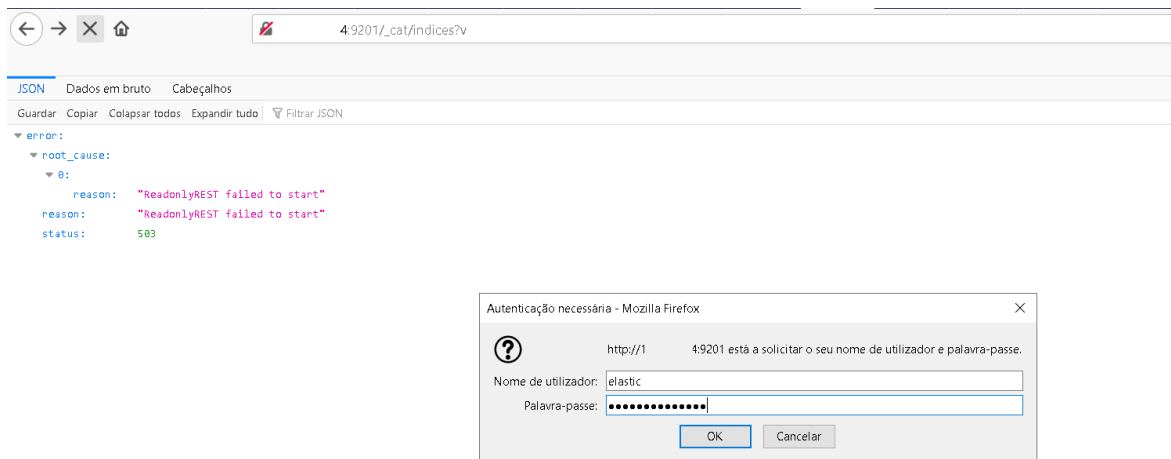 4:9201/_cat/indices?v
JSON Dados em bruto Cabeçalhos
Guardar Copiar Colapsar todos Expandir tudo Filtrar JSON
error:
root_cause:
0:
reason: "ReadonlyREST failed to start"
reason: "ReadonlyREST failed to start"
status: 503
Autenticação necessária - Mozilla Firefox
http://1 4:9201 está a solicitar o seu nome de utilizador e palavra-passe.
Nome de utilizador: elastic
Palavra-passe: ●●●●●●●●●●●●●●
OK Cancelar